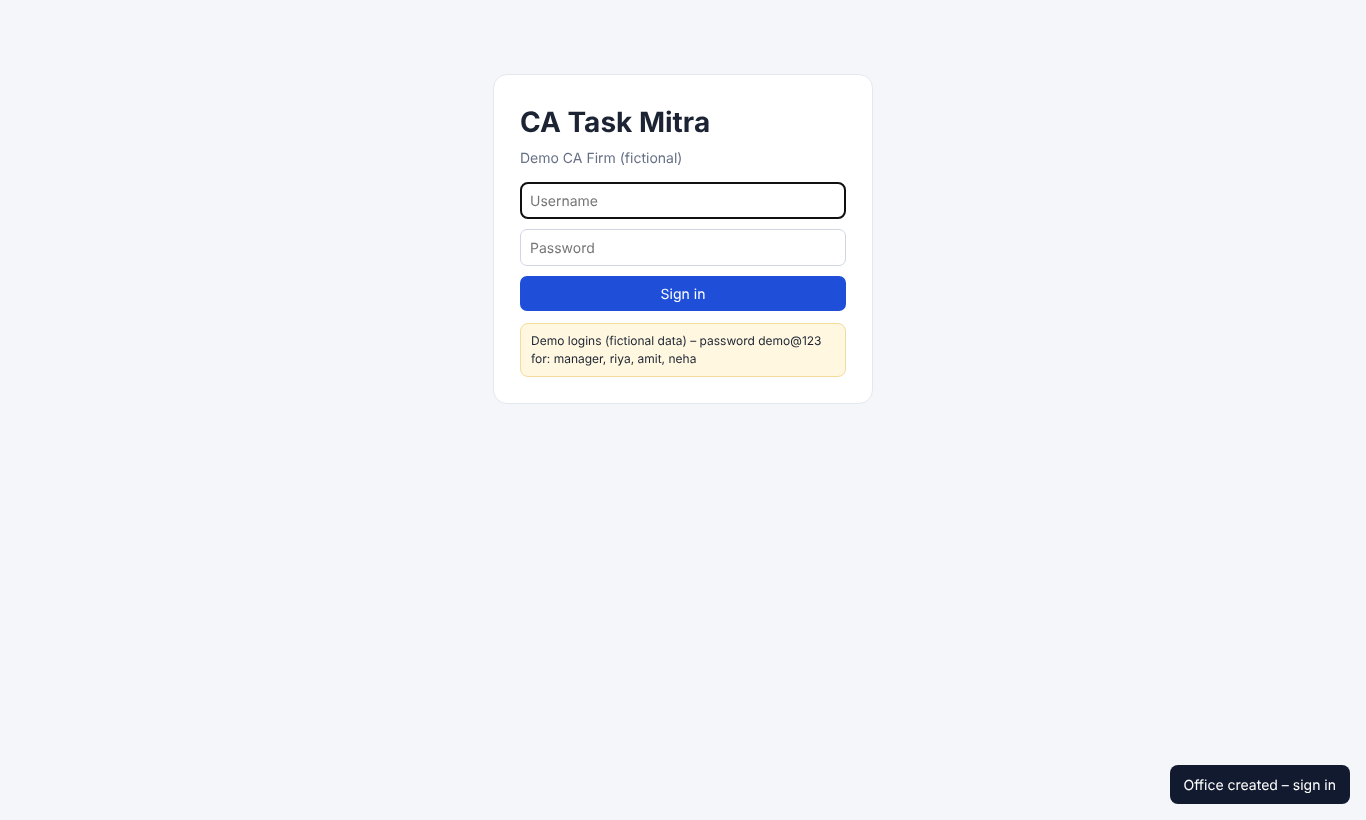 CA Task Mitra
Demo CA Firm (fictional)
Username
Password
Sign in
Demo logins (fictional data) – password demo@123
for: manager, riya, amit, neha
Office created – sign in